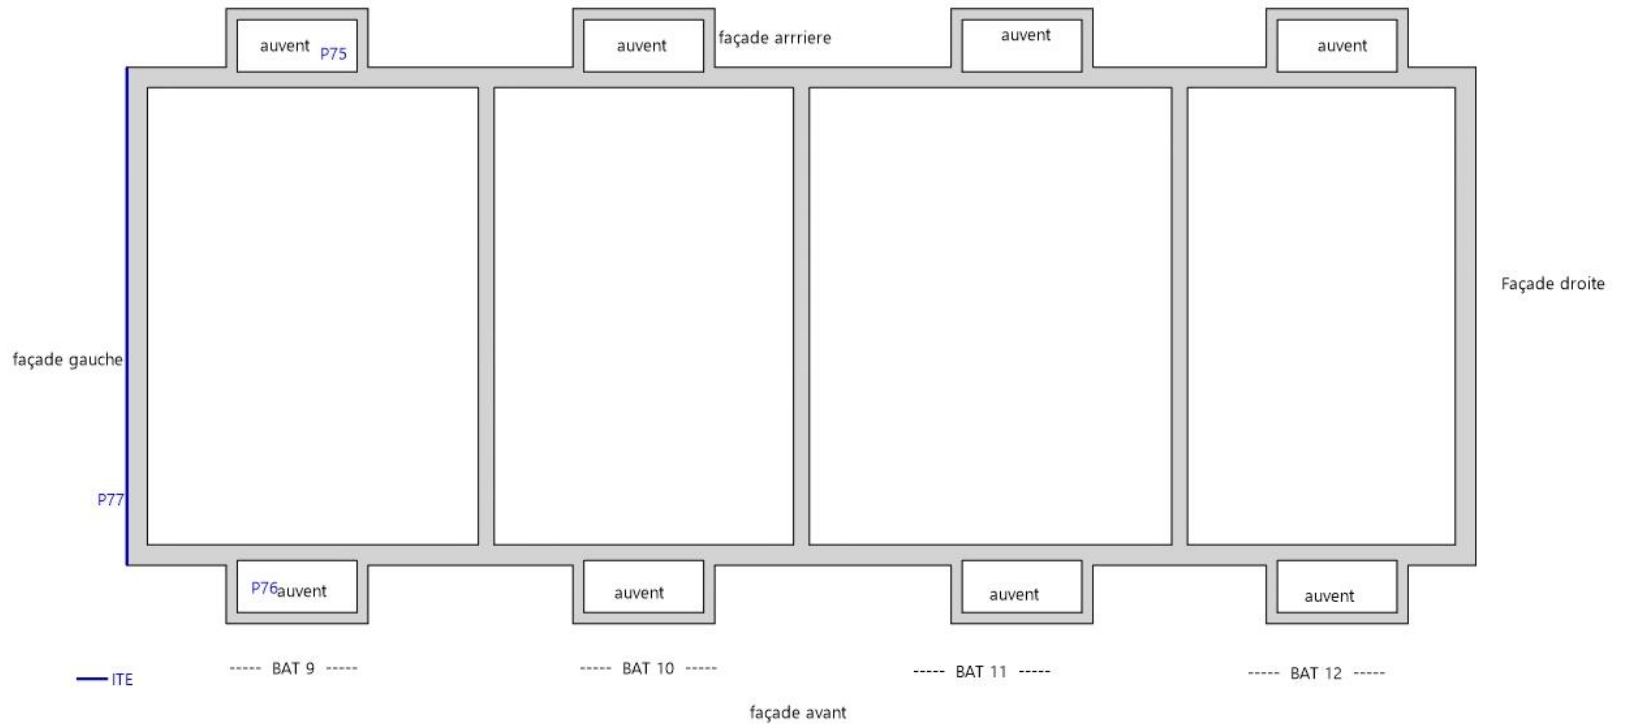 auvent P75
auvent
façade arrriere
auvent
auvent
Façade droite
façade gauche
P77
P76auvent
auvent
auvent
auvent
----- BAT 9 -----
----- BAT 10 -----
----- BAT 11 -----
----- BAT 12 -----
ITE
façade avant